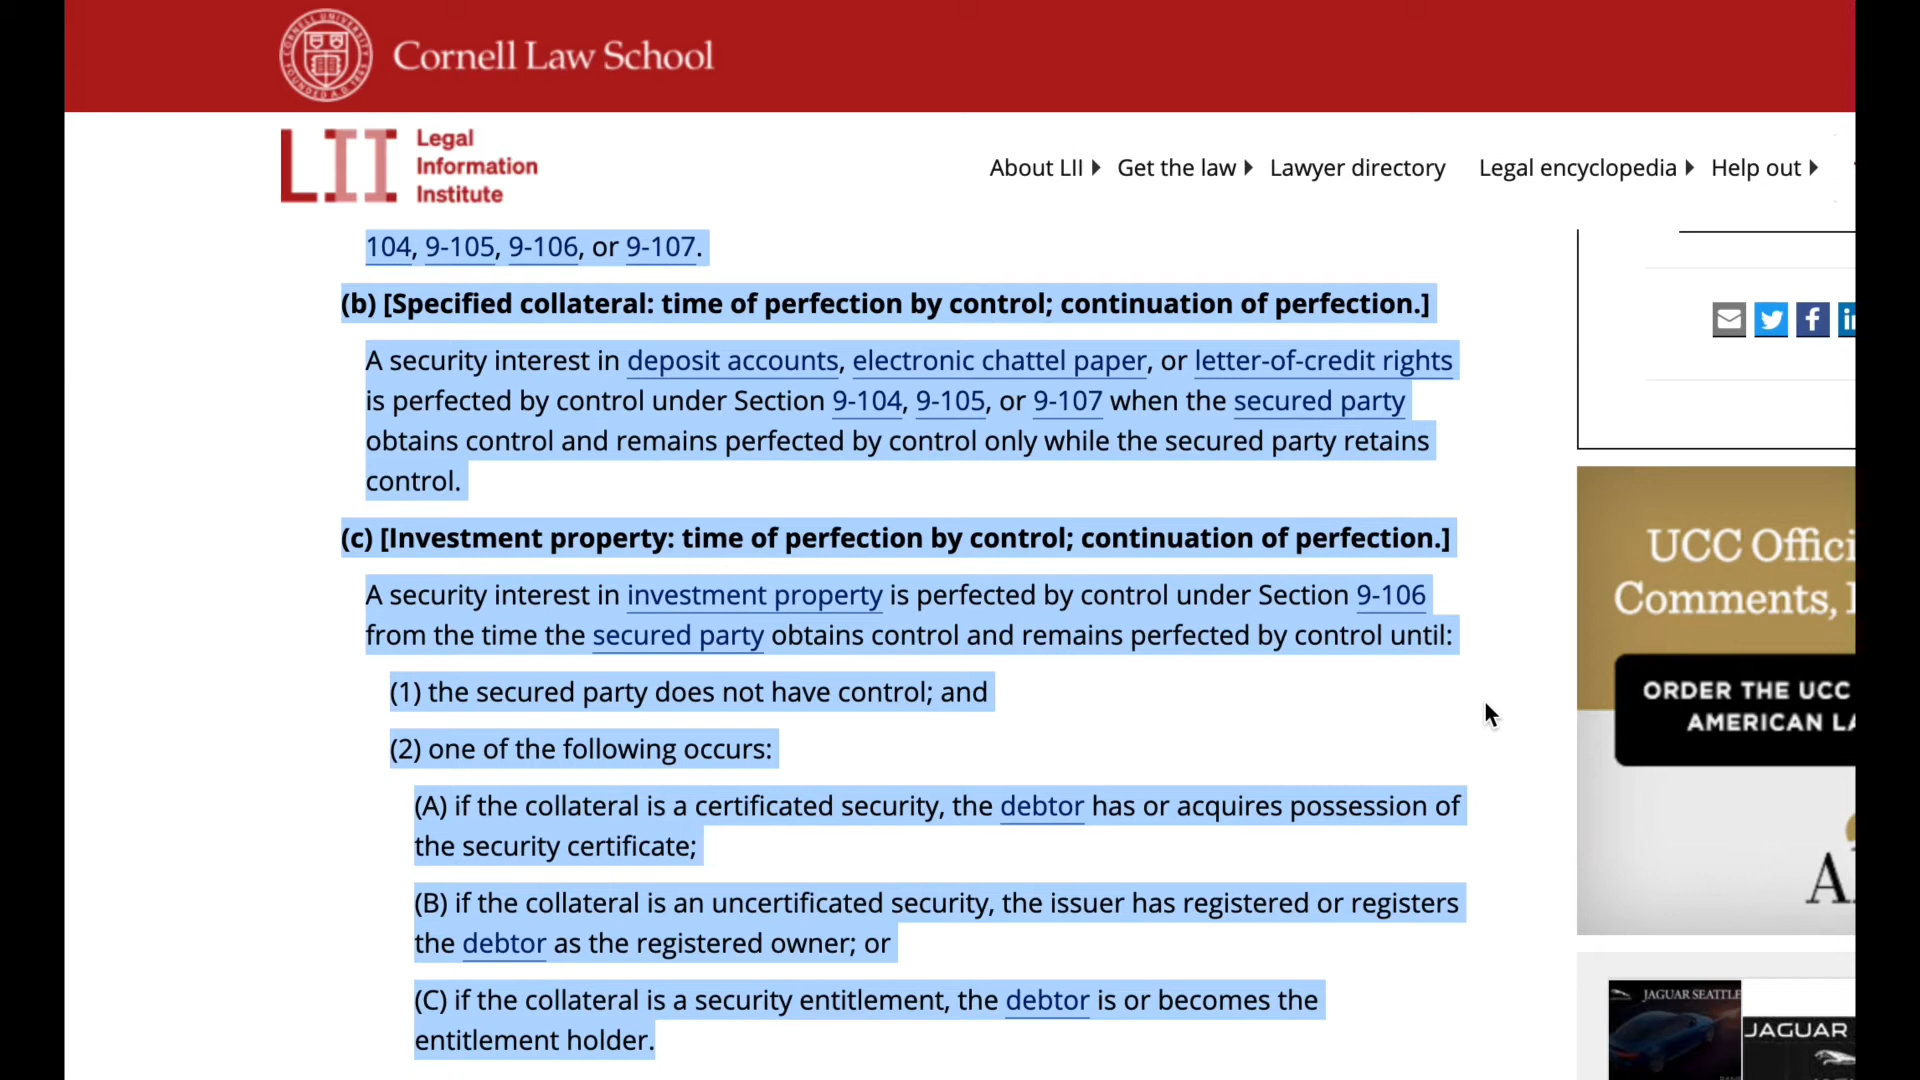 Cornell Law School
LII
Legal
Information
Institute
About LII
Get the law
Lawyer directory
Legal encyclopedia
Help out
104, 9-105, 9-106, or 9-107.
(b) [Specified collateral: time of perfection by control; continuation of perfection.]
A security interest in deposit accounts, electronic chattel paper, or letter-of-credit rights
is perfected by control under Section 9-104, 9-105, or 9-107 when the secured party
obtains control and remains perfected by control only while the secured party retains
control.
(c) [Investment property: time of perfection by control; continuation of perfection.]
A security interest in investment property is perfected by control under Section 9-106
from the time the secured party obtains control and remains perfected by control until:
(1) the secured party does not have control; and
(2) one of the following occurs:
(A) if the collateral is a certificated security, the debtor has or acquires possession of
the security certificate;
(B) if the collateral is an uncertificated security, the issuer has registered or registers
the debtor as the registered owner; or
(C) if the collateral is a security entitlement, the debtor is or becomes the
entitlement holder.
UCC Offici
Comments,
ORDER THE UCC
AMERICAN LA
A
JAGUAR SEATTLE
JAGUAR